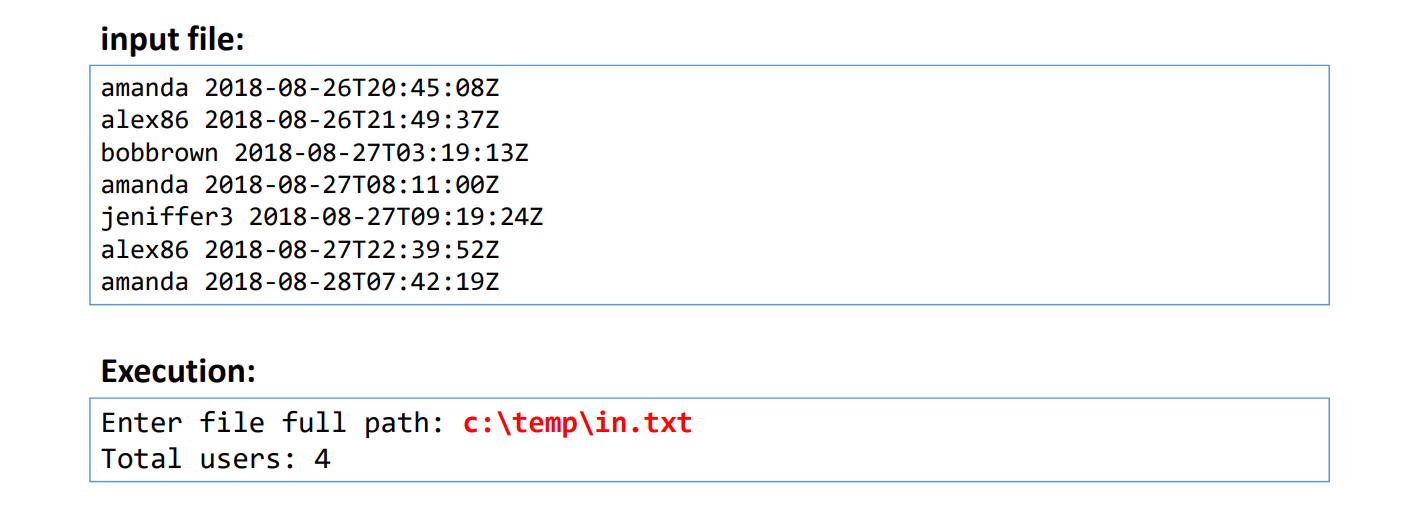 input file:
amanda 2018-08-26T20:45:08Z
alex86 2018-08-26T21:49:37Z
bobbrown 2018-08-27T03:19:13Z
amanda 2018-08-27T08:11:00Z
jeniffer3 2018-08-27T09:19:24Z
alex86 2018-08-27T22:39:52Z
amanda 2018-08-28T07:42:19Z
Execution:
Enter file full path: c:\temp\in.txt
Total users: 4